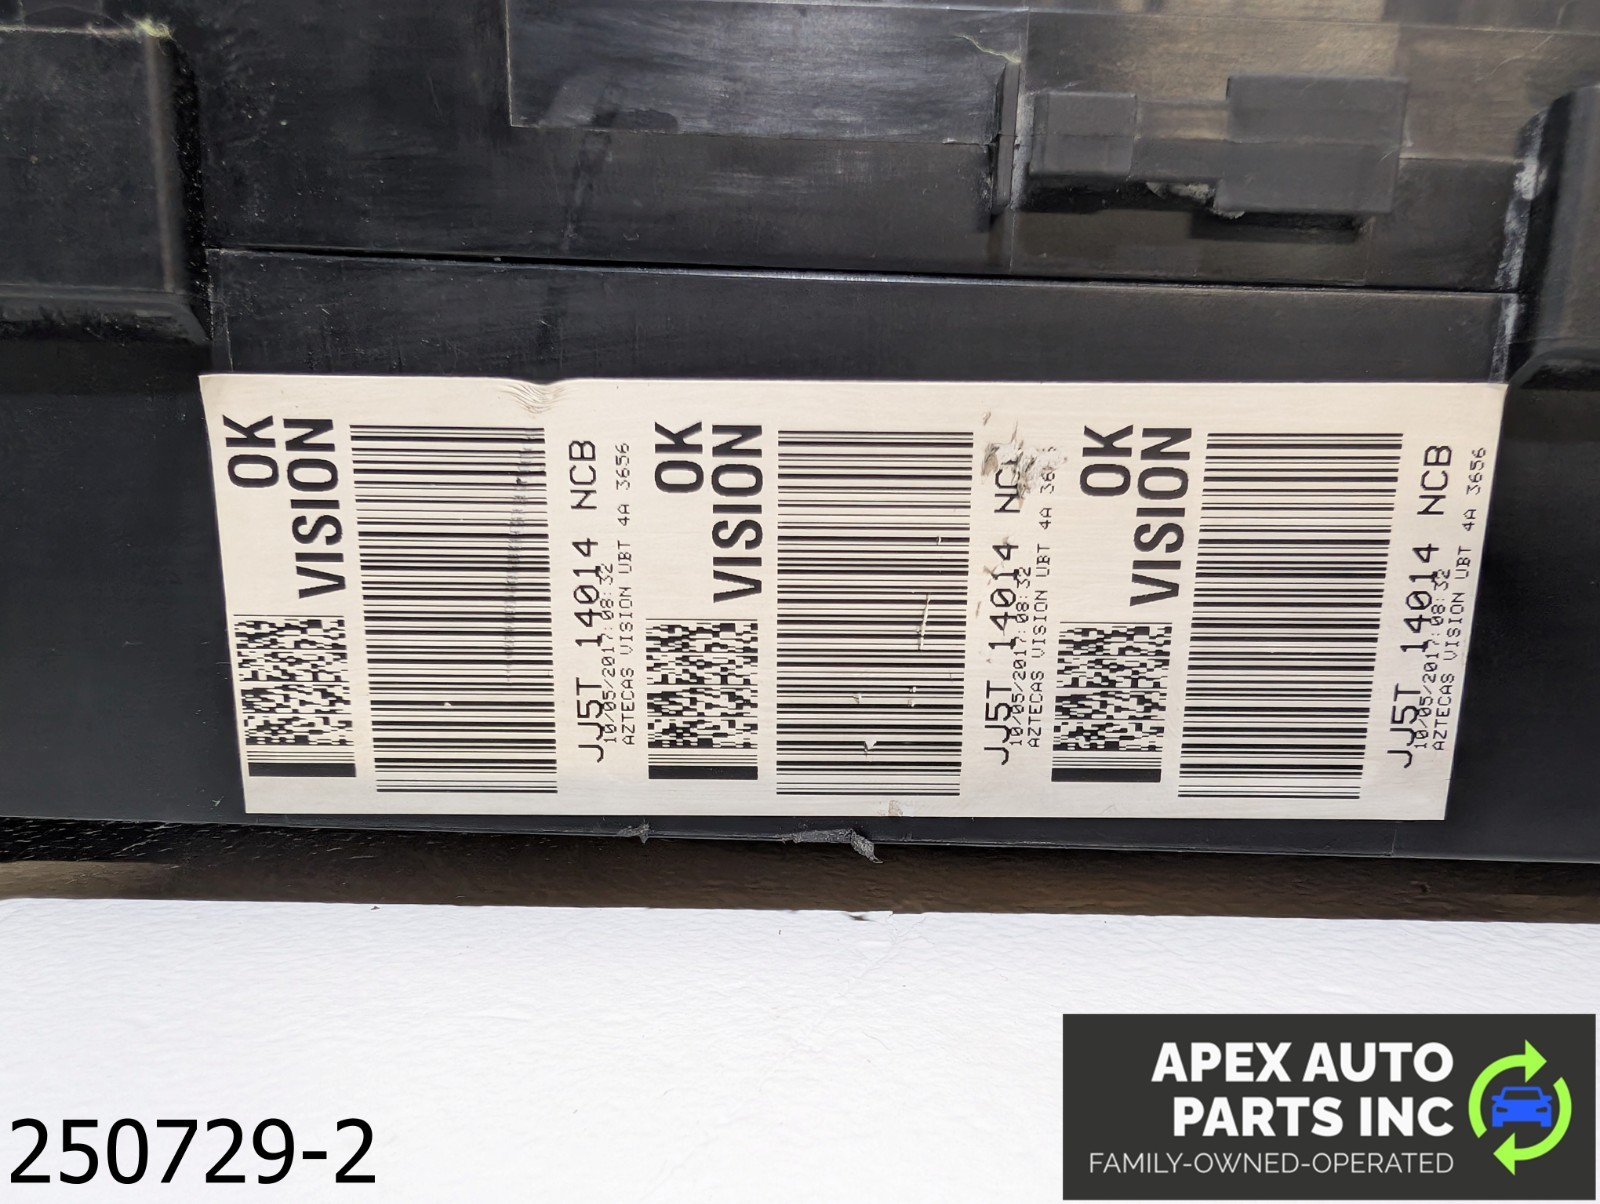 OK
VISION
JJ5T 14014 NCB
10/05/2017:08:32
AZTECAS VISION UBT 4A 3656
OK
VISION
JJ5T 14014 NCB
10/05/2017:08:32
AZTECAS VISION UBT 4A 3656
OK
VISION
JJ5T 14014 NCB
10/05/2017:08:32
AZTECAS VISION UBT 4A 3656
250729-2
APEX AUTO
PARTS INC
FAMILY-OWNED-OPERATED